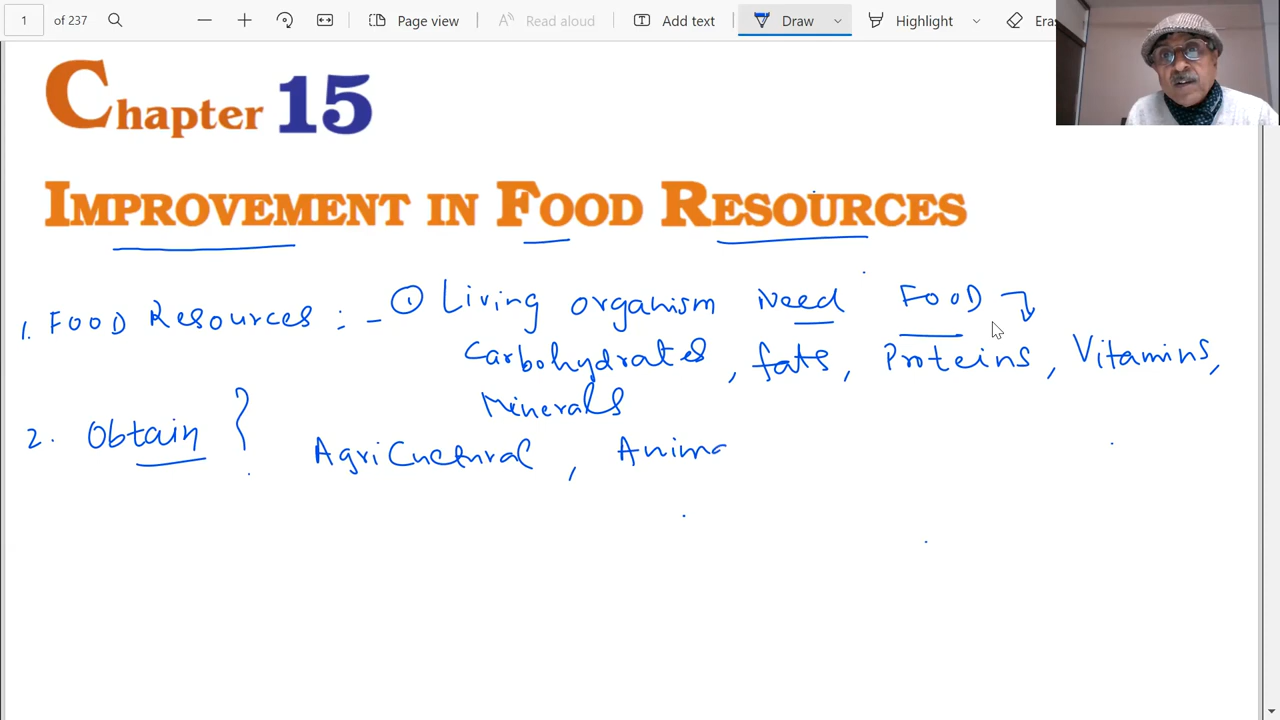 1 of 237 Page view Read aloud Add text Draw Highlight Eras
Chapter 15
IMPROVEMENT IN FOOD RESOURCES
1. FOOD Resources :- ① Living organism Need FOOD
Carbohydrates, fats, Proteins, Vitamins,
Minerals
2. Obtain
Agricultural, Anima